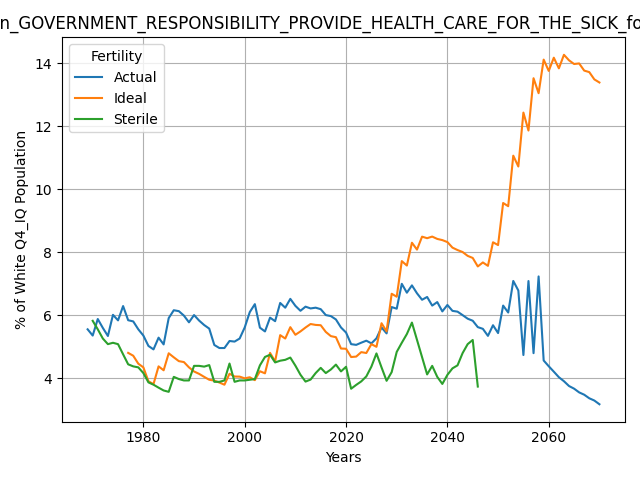 n_GOVERNMENT_RESPONSIBILITY_PROVIDE_HEALTH_CARE_FOR_THE_SICK_fo
Fertility
Actual
Ideal
Sterile
14
12
10
8
6
4
% of White Q4_IQ Population
1980
2000
2020
2040
2060
Years